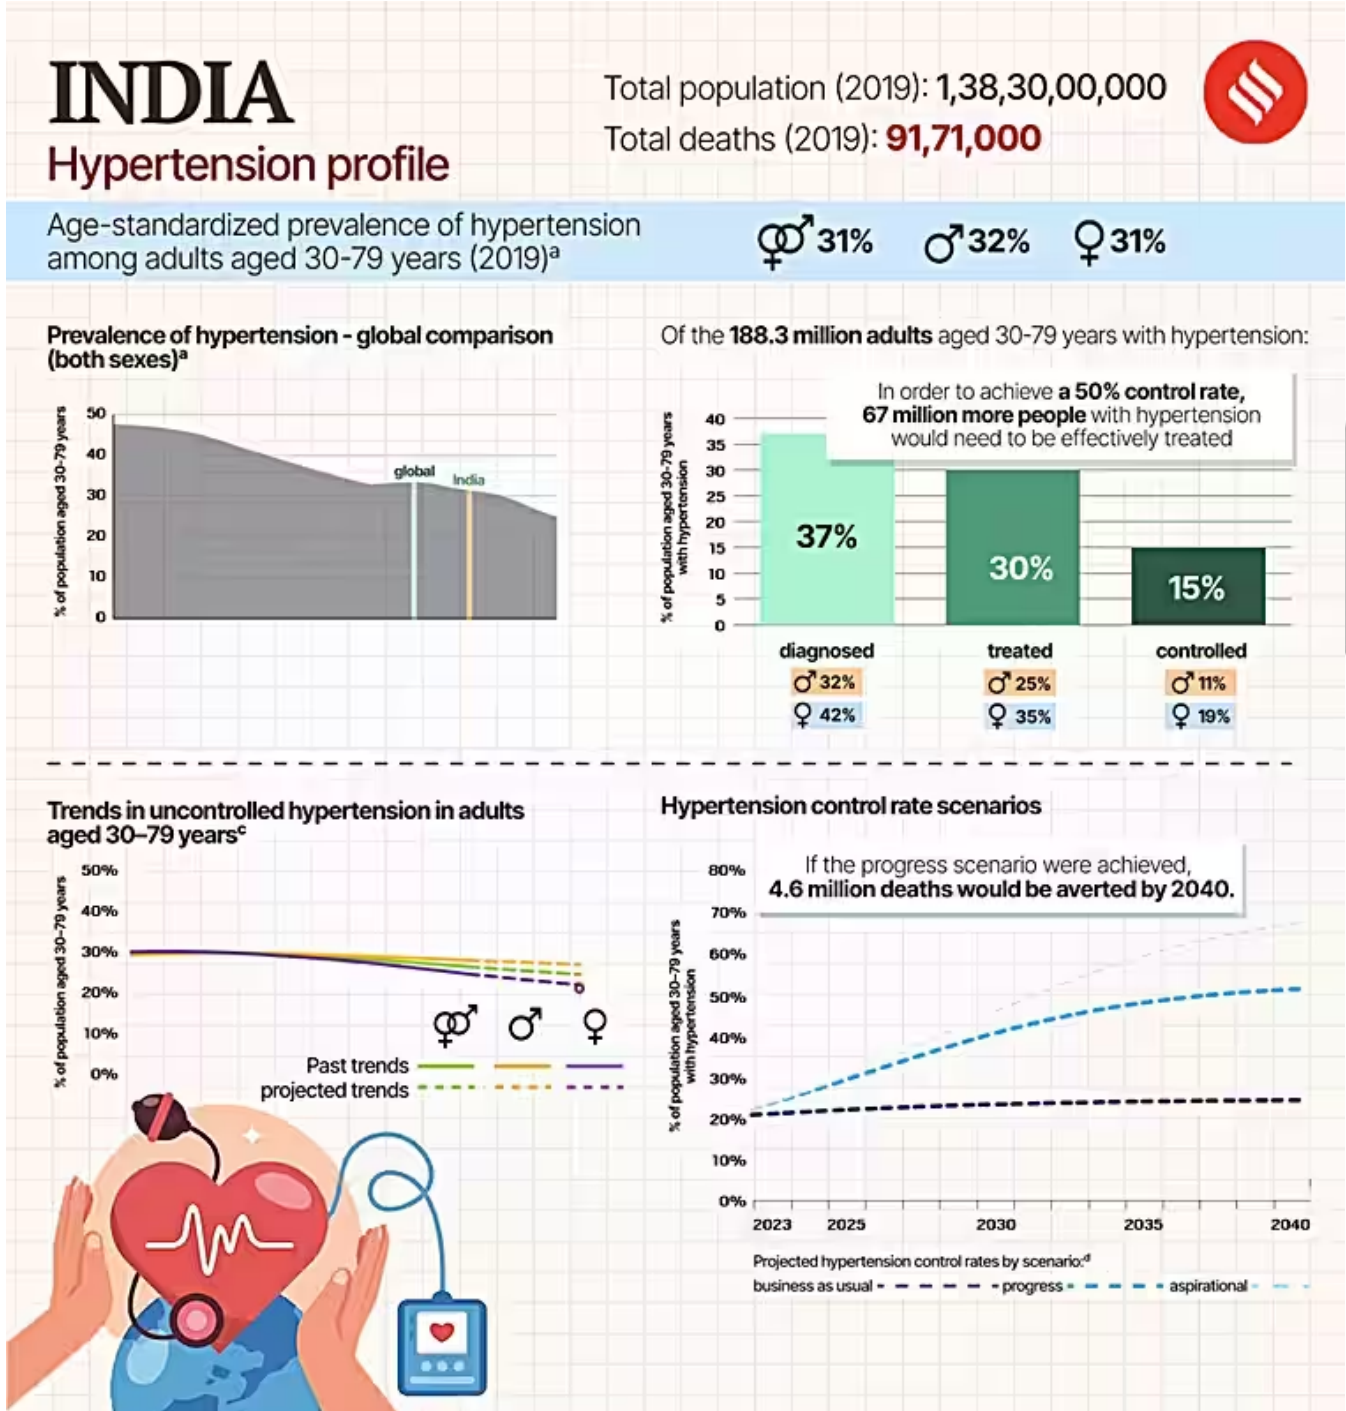 INDIA
Hypertension profile
Total population (2019): 1,38,30,00,000
Total deaths (2019): 91,71,000
Age-standardized prevalence of hypertension
among adults aged 30-79 years (2019)ᵃ
31%
32%
31%
Prevalence of hypertension - global comparison
(both sexes)ᵃ
% of population aged 30-79 years
50
40
30
20
10
0
global
India
Of the 188.3 million adults aged 30-79 years with hypertension:
In order to achieve a 50% control rate,
67 million more people with hypertension
would need to be effectively treated
% of population aged 30-79 years
with hypertension
40
35
30
25
20
15
10
5
0
37%
30%
15%
diagnosed
treated
controlled
♂ 32%
♂ 25%
♂ 11%
♀ 42%
♀ 35%
♀ 19%
Trends in uncontrolled hypertension in adults
aged 30–79 yearsᶜ
% of population aged 30–79 years
50%
40%
30%
20%
10%
0%
Past trends
projected trends
Hypertension control rate scenarios
If the progress scenario were achieved,
4.6 million deaths would be averted by 2040.
% of population aged 30–79 years
with hypertension
80%
70%
60%
50%
40%
30%
20%
10%
0%
2023 2025 2030 2035 2040
Projected hypertension control rates by scenario:ᵈ
business as usual progress aspirational